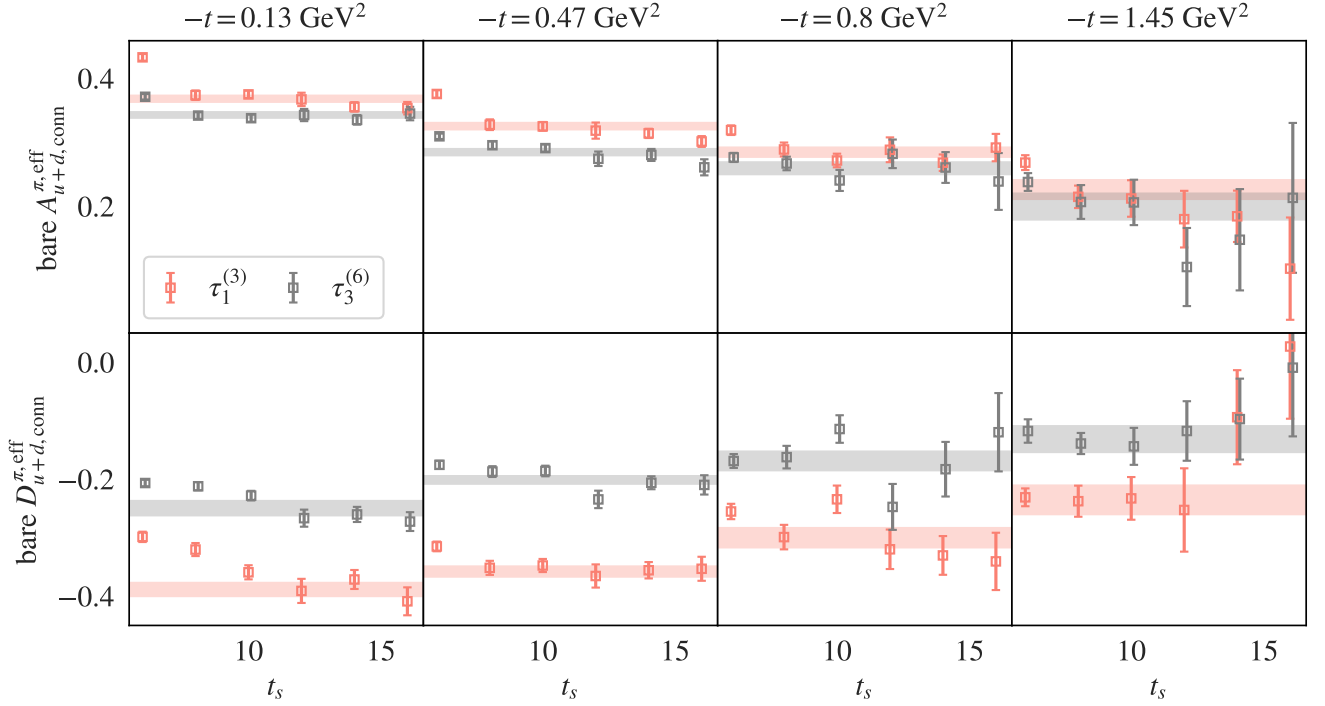 −t = 0.13 GeV² −t = 0.47 GeV² −t = 0.8 GeV² −t = 1.45 GeV²
bare A^{π,eff}_{u+d,conn}
0.4
0.2
τ₁⁽³⁾ τ₃⁽⁶⁾
bare D^{π,eff}_{u+d,conn}
0.0
−0.2
−0.4
10 15 10 15 10 15 10 15
t_s t_s t_s t_s